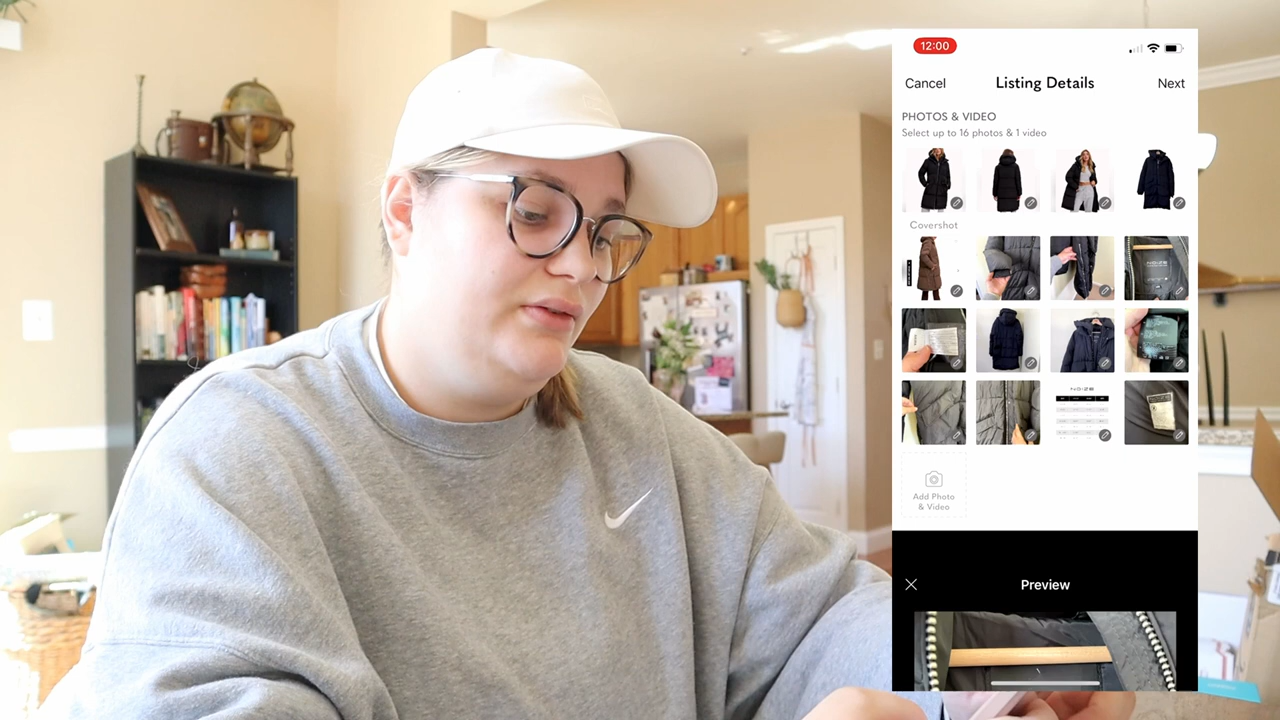 12:00
Cancel
Listing Details
Next
PHOTOS & VIDEO
Select up to 16 photos & 1 video
Covershot
Add Photo
& Video
Preview